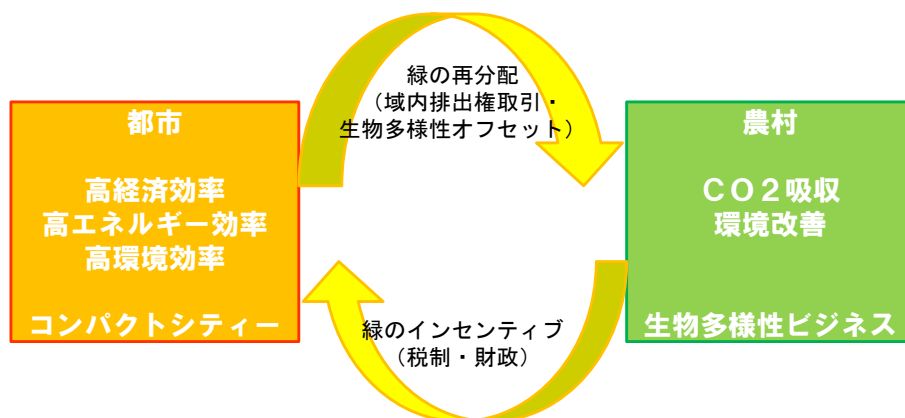 緑の再分配
（域内排出権取引・
生物多様性オフセット）
都市
高経済効率
高エネルギー効率
高環境効率
コンパクトシティー
農村
ＣＯ２吸収
環境改善
生物多様性ビジネス
緑のインセンティブ
（税制・財政）